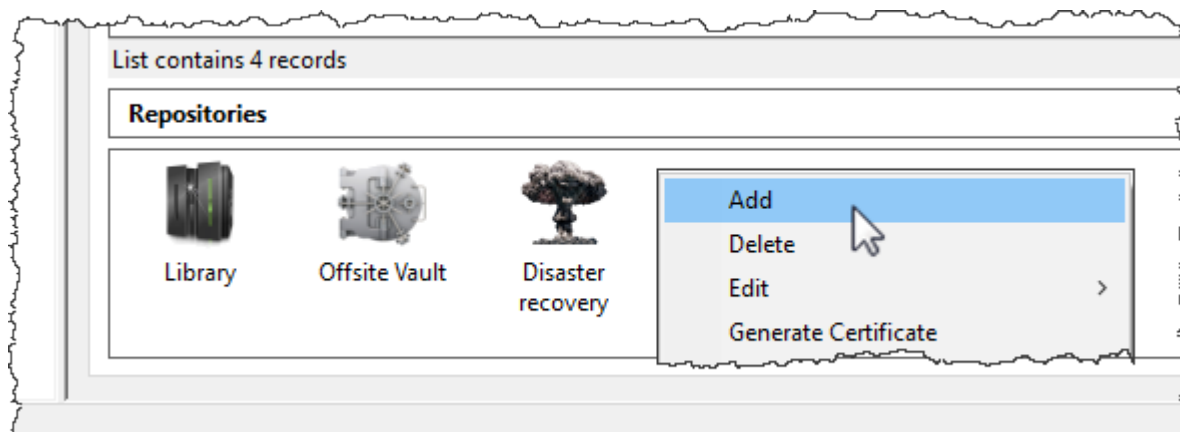 List contains 4 records
Repositories
Library
Offsite Vault
Disaster
recovery
Add
Delete
Edit
Generate Certificate